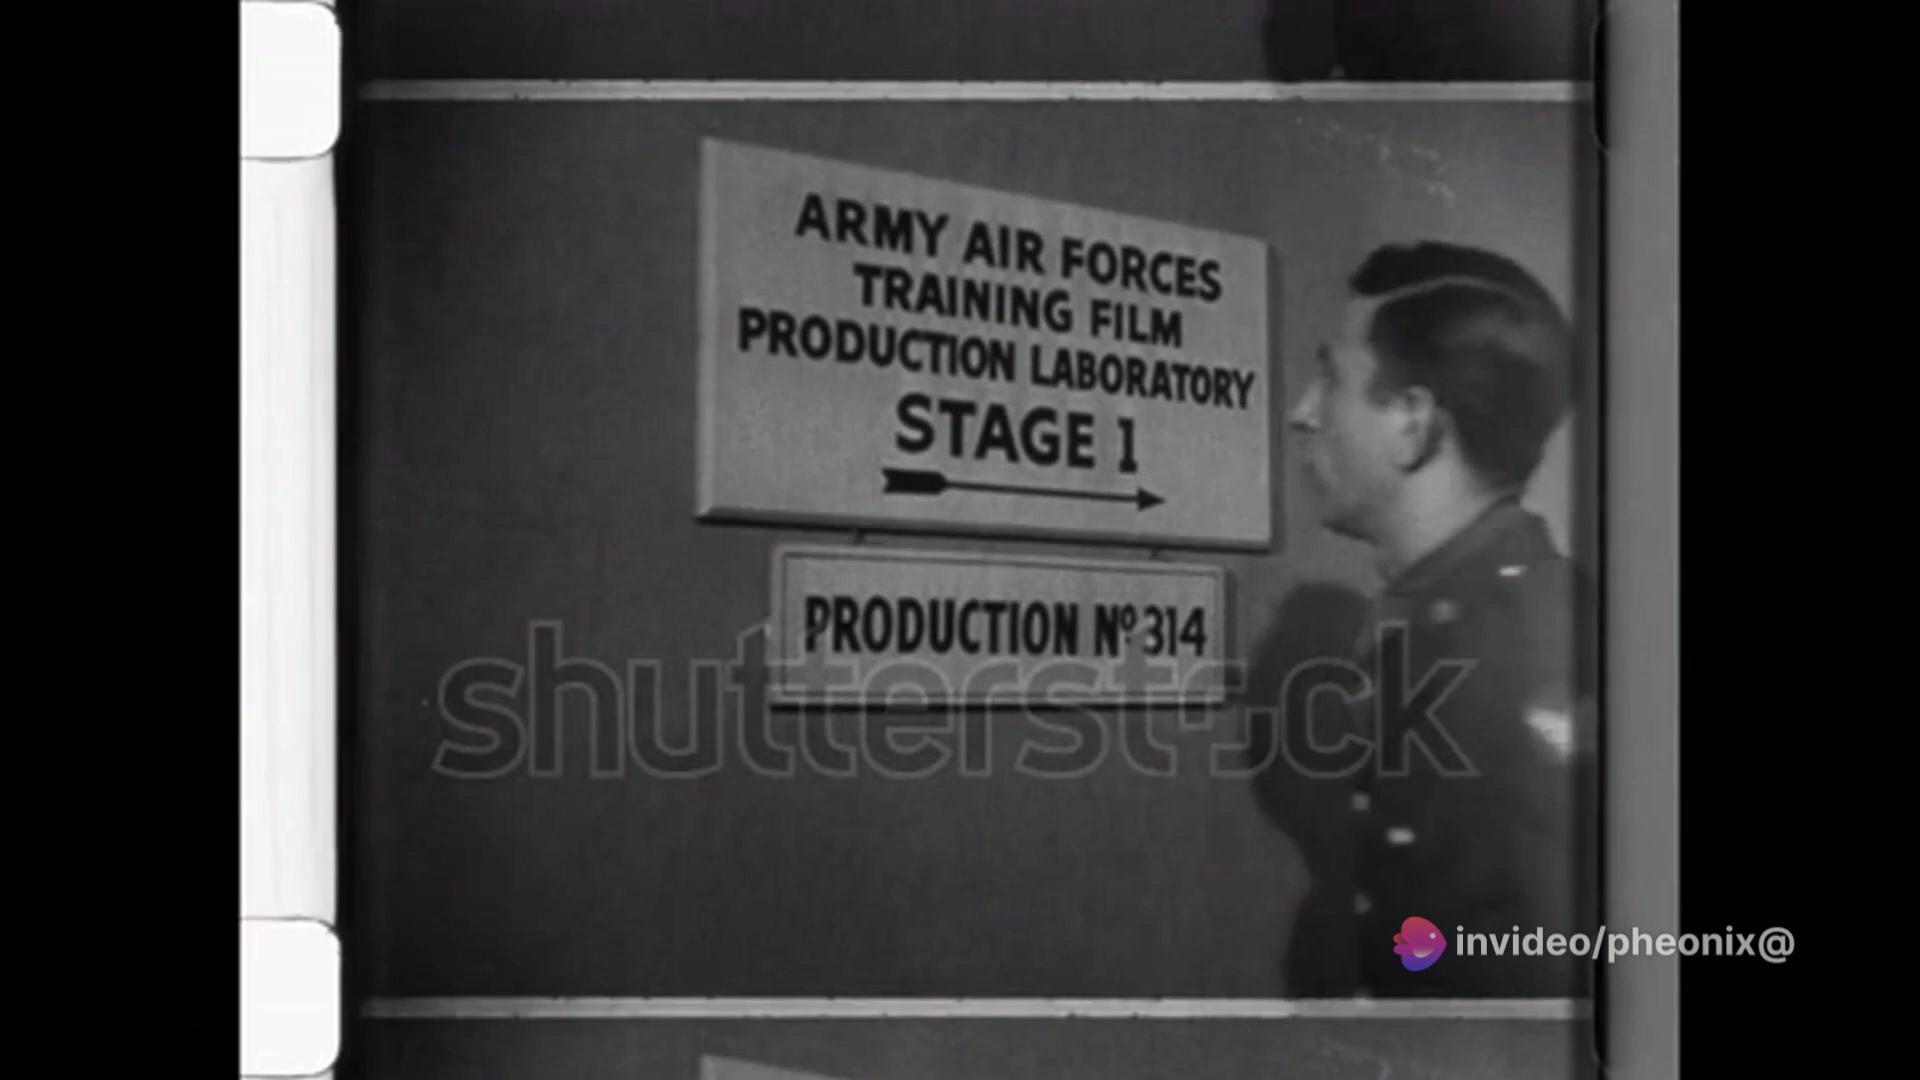 ARMY AIR FORCES
TRAINING FILM
PRODUCTION LABORATORY
STAGE 1
PRODUCTION Nº 314
shutterstock
invideo/pheonix@